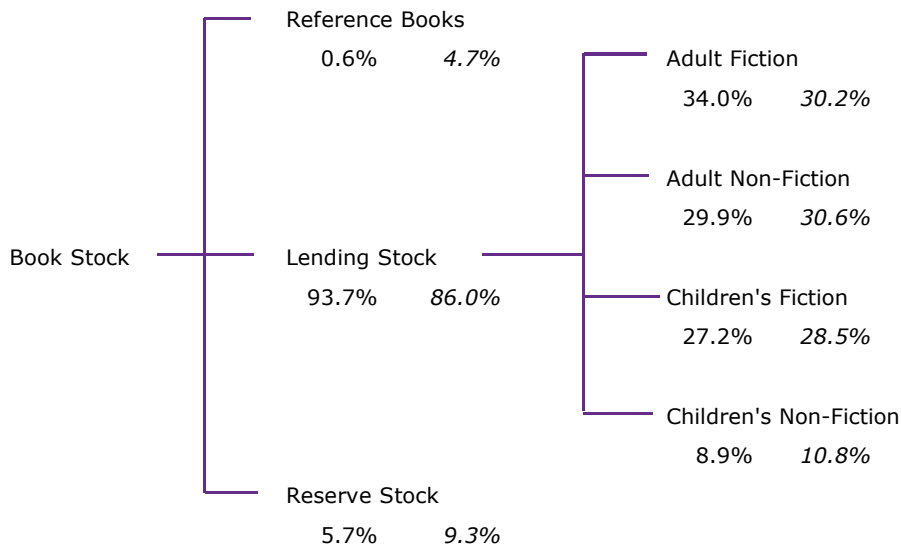 Reference Books
0.6% 4.7%
Adult Fiction
34.0% 30.2%
Adult Non-Fiction
29.9% 30.6%
Book Stock
Lending Stock
93.7% 86.0%
Children's Fiction
27.2% 28.5%
Children's Non-Fiction
8.9% 10.8%
Reserve Stock
5.7% 9.3%